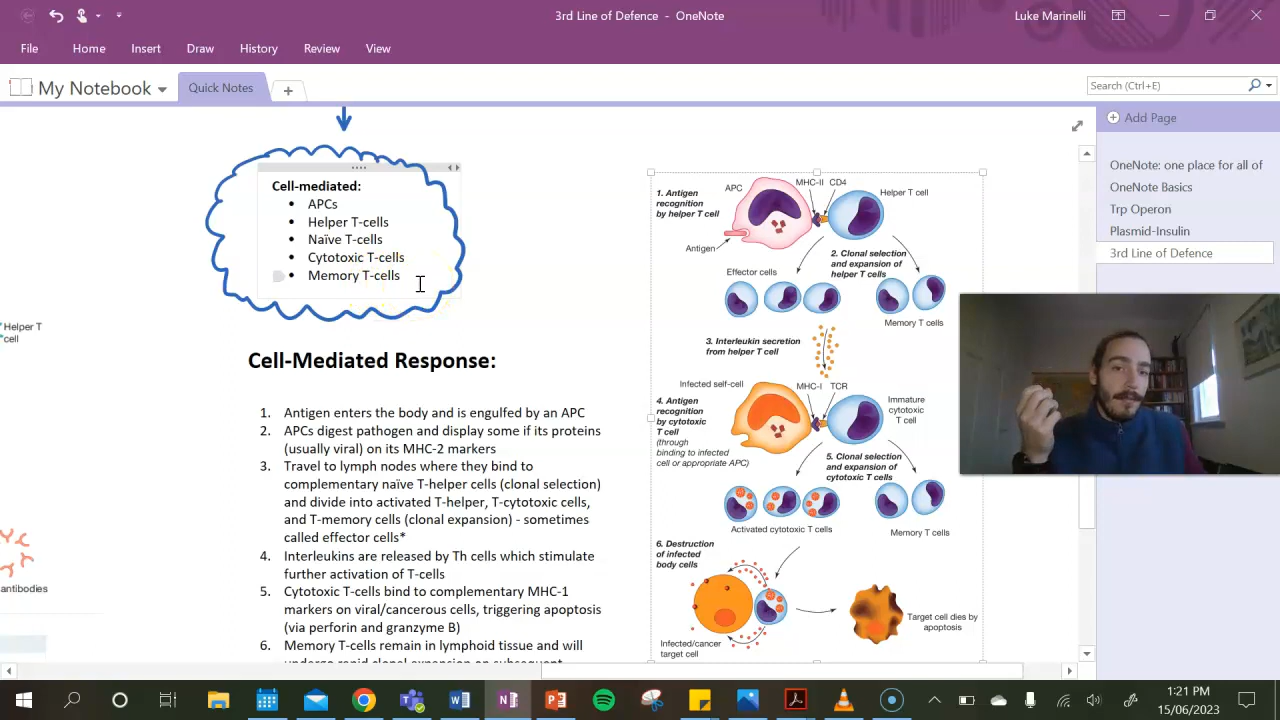 3rd Line of Defence - OneNote
Luke Marinelli
File
Home
Insert
Draw
History
Review
View
My Notebook
Quick Notes
Search (Ctrl+E)
Add Page
OneNote: one place for all of
OneNote Basics
Trp Operon
Plasmid-Insulin
3rd Line of Defence
Cell-mediated:
• APCs
• Helper T-cells
• Naïve T-cells
• Cytotoxic T-cells
• Memory T-cells
Helper T
cell
antibodies
Cell-Mediated Response:
1. Antigen enters the body and is engulfed by an APC
2. APCs digest pathogen and display some if its proteins
(usually viral) on its MHC-2 markers
3. Travel to lymph nodes where they bind to
complementary naïve T-helper cells (clonal selection)
and divide into activated T-helper, T-cytotoxic cells,
and T-memory cells (clonal expansion) - sometimes
called effector cells*
4. Interleukins are released by Th cells which stimulate
further activation of T-cells
5. Cytotoxic T-cells bind to complementary MHC-1
markers on viral/cancerous cells, triggering apoptosis
(via perforin and granzyme B)
6. Memory T-cells remain in lymphoid tissue and will
undergo rapid clonal expansion on subsequent
1. Antigen
recognition
by helper T cell
APC
MHC-II
CD4
Helper T cell
Antigen
2. Clonal selection
and expansion of
helper T cells
Effector cells
Memory T cells
3. Interleukin secretion
from helper T cell
Infected self-cell
MHC-I
TCR
Immature
cytotoxic
T cell
4. Antigen
recognition
by cytotoxic
T cell
(through
binding to infected
cell or appropriate APC)
5. Clonal selection
and expansion of
cytotoxic T cells
Activated cytotoxic T cells
Memory T cells
6. Destruction
of infected
body cells
Infected/cancer
target cell
Target cell dies by
apoptosis
1:21 PM
15/06/2023